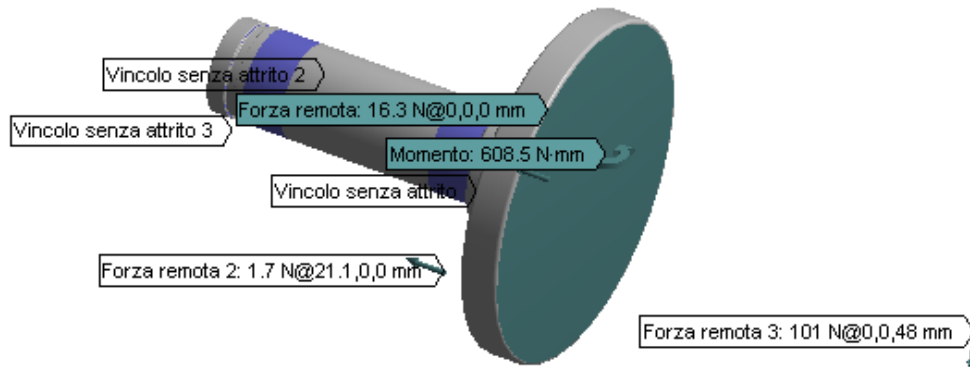 Vincolo senza attrito 2
Forza remota: 16.3 N@0,0,0 mm
Vincolo senza attrito 3
Momento: 608.5 N·mm
Vincolo senza attrito
Forza remota 2: 1.7 N@21.1,0,0 mm
Forza remota 3: 101 N@0,0,48 mm